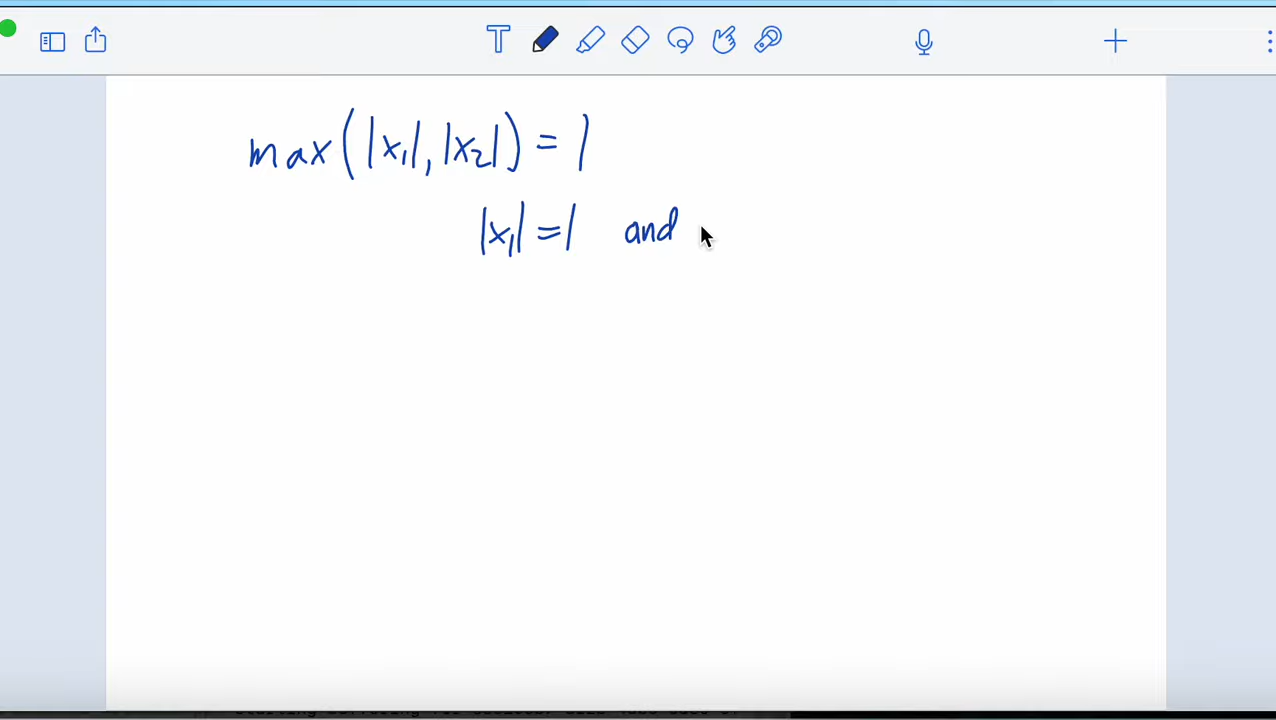 max(|x₁|, |x₂|) = 1
|x₁| = 1 and